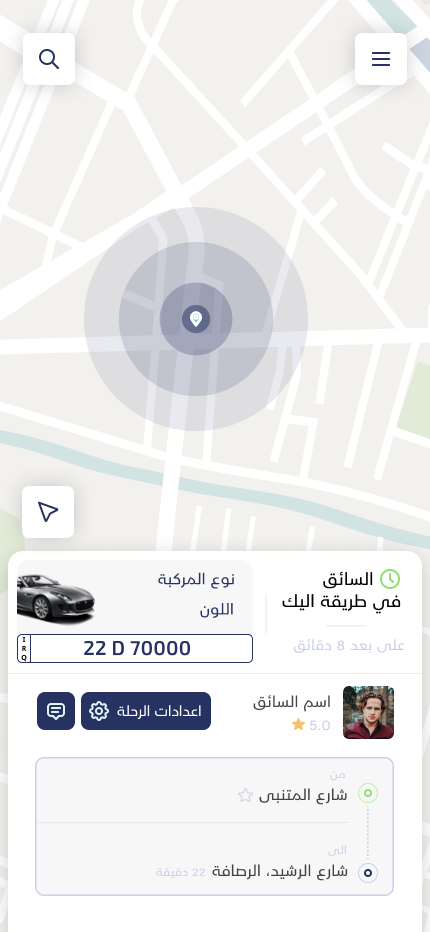 السائق
في طريقة اليك
على بعد 8 دقائق
نوع المركبة
اللون
IRQ
22 D 70000
اسم السائق
5.0
اعدادات الرحلة
من
شارع المتنبي
الى
شارع الرشيد، الرصافة 22 دقيقة